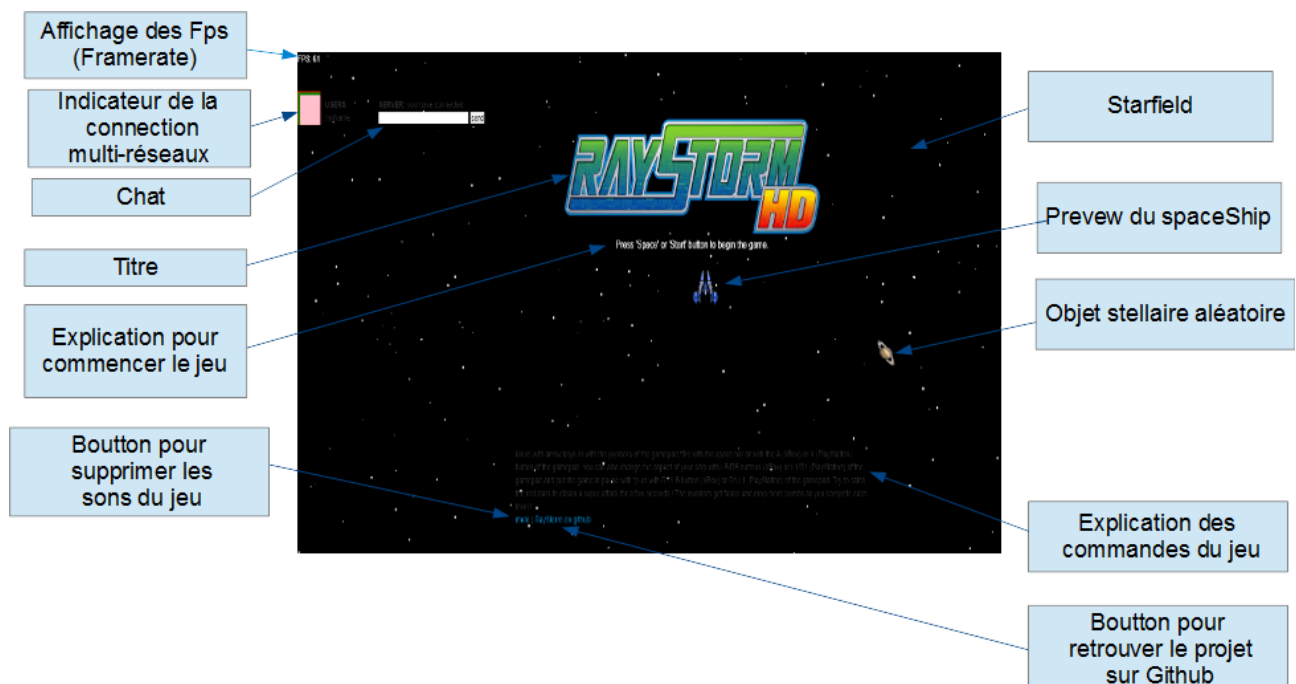 Affichage des Fps
(Framerate)
Indicateur de la
connection
multi-réseaux
Chat
Titre
Explication pour
commencer le jeu
Boutton pour
supprimer les
sons du jeu
FPS: 61
USERS
SERVER: you have connected
send
RAYSTORM
HD
Press 'Space' or 'Start' button to begin the game.
mute | RayStorm on github
Starfield
Prevew du spaceShip
Objet stellaire aléatoire
Explication des
commandes du jeu
Boutton pour
retrouver le projet
sur Github